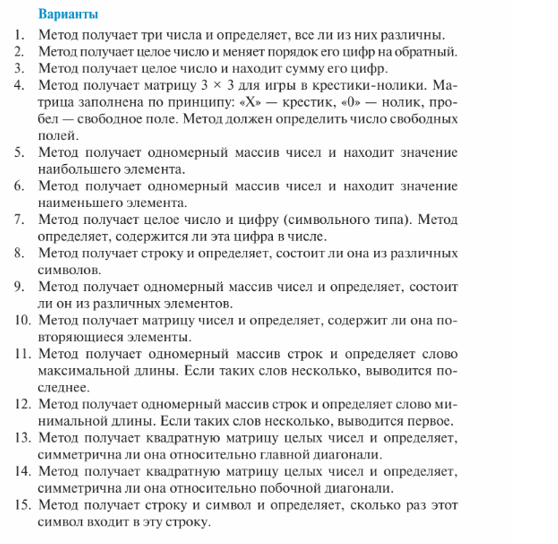 Варианты
1. Метод получает три числа и определяет, все ли из них различны.
2. Метод получает целое число и меняет порядок его цифр на обратный.
3. Метод получает целое число и находит сумму его цифр.
4. Метод получает матрицу 3 × 3 для игры в крестики-нолики. Ма-
трица заполнена по принципу: «Х» — крестик, «0» — нолик, про-
бел — свободное поле. Метод должен определить число свободных
полей.
5. Метод получает одномерный массив чисел и находит значение
наибольшего элемента.
6. Метод получает одномерный массив чисел и находит значение
наименьшего элемента.
7. Метод получает целое число и цифру (символьного типа). Метод
определяет, содержится ли эта цифра в числе.
8. Метод получает строку и определяет, состоит ли она из различных
символов.
9. Метод получает одномерный массив чисел и определяет, состоит
ли он из различных элементов.
10. Метод получает матрицу чисел и определяет, содержит ли она по-
вторяющиеся элементы.
11. Метод получает одномерный массив строк и определяет слово
максимальной длины. Если таких слов несколько, выводится по-
следнее.
12. Метод получает одномерный массив строк и определяет слово ми-
нимальной длины. Если таких слов несколько, выводится первое.
13. Метод получает квадратную матрицу целых чисел и определяет,
симметрична ли она относительно главной диагонали.
14. Метод получает квадратную матрицу целых чисел и определяет,
симметрична ли она относительно побочной диагонали.
15. Метод получает строку и символ и определяет, сколько раз этот
символ входит в эту строку.